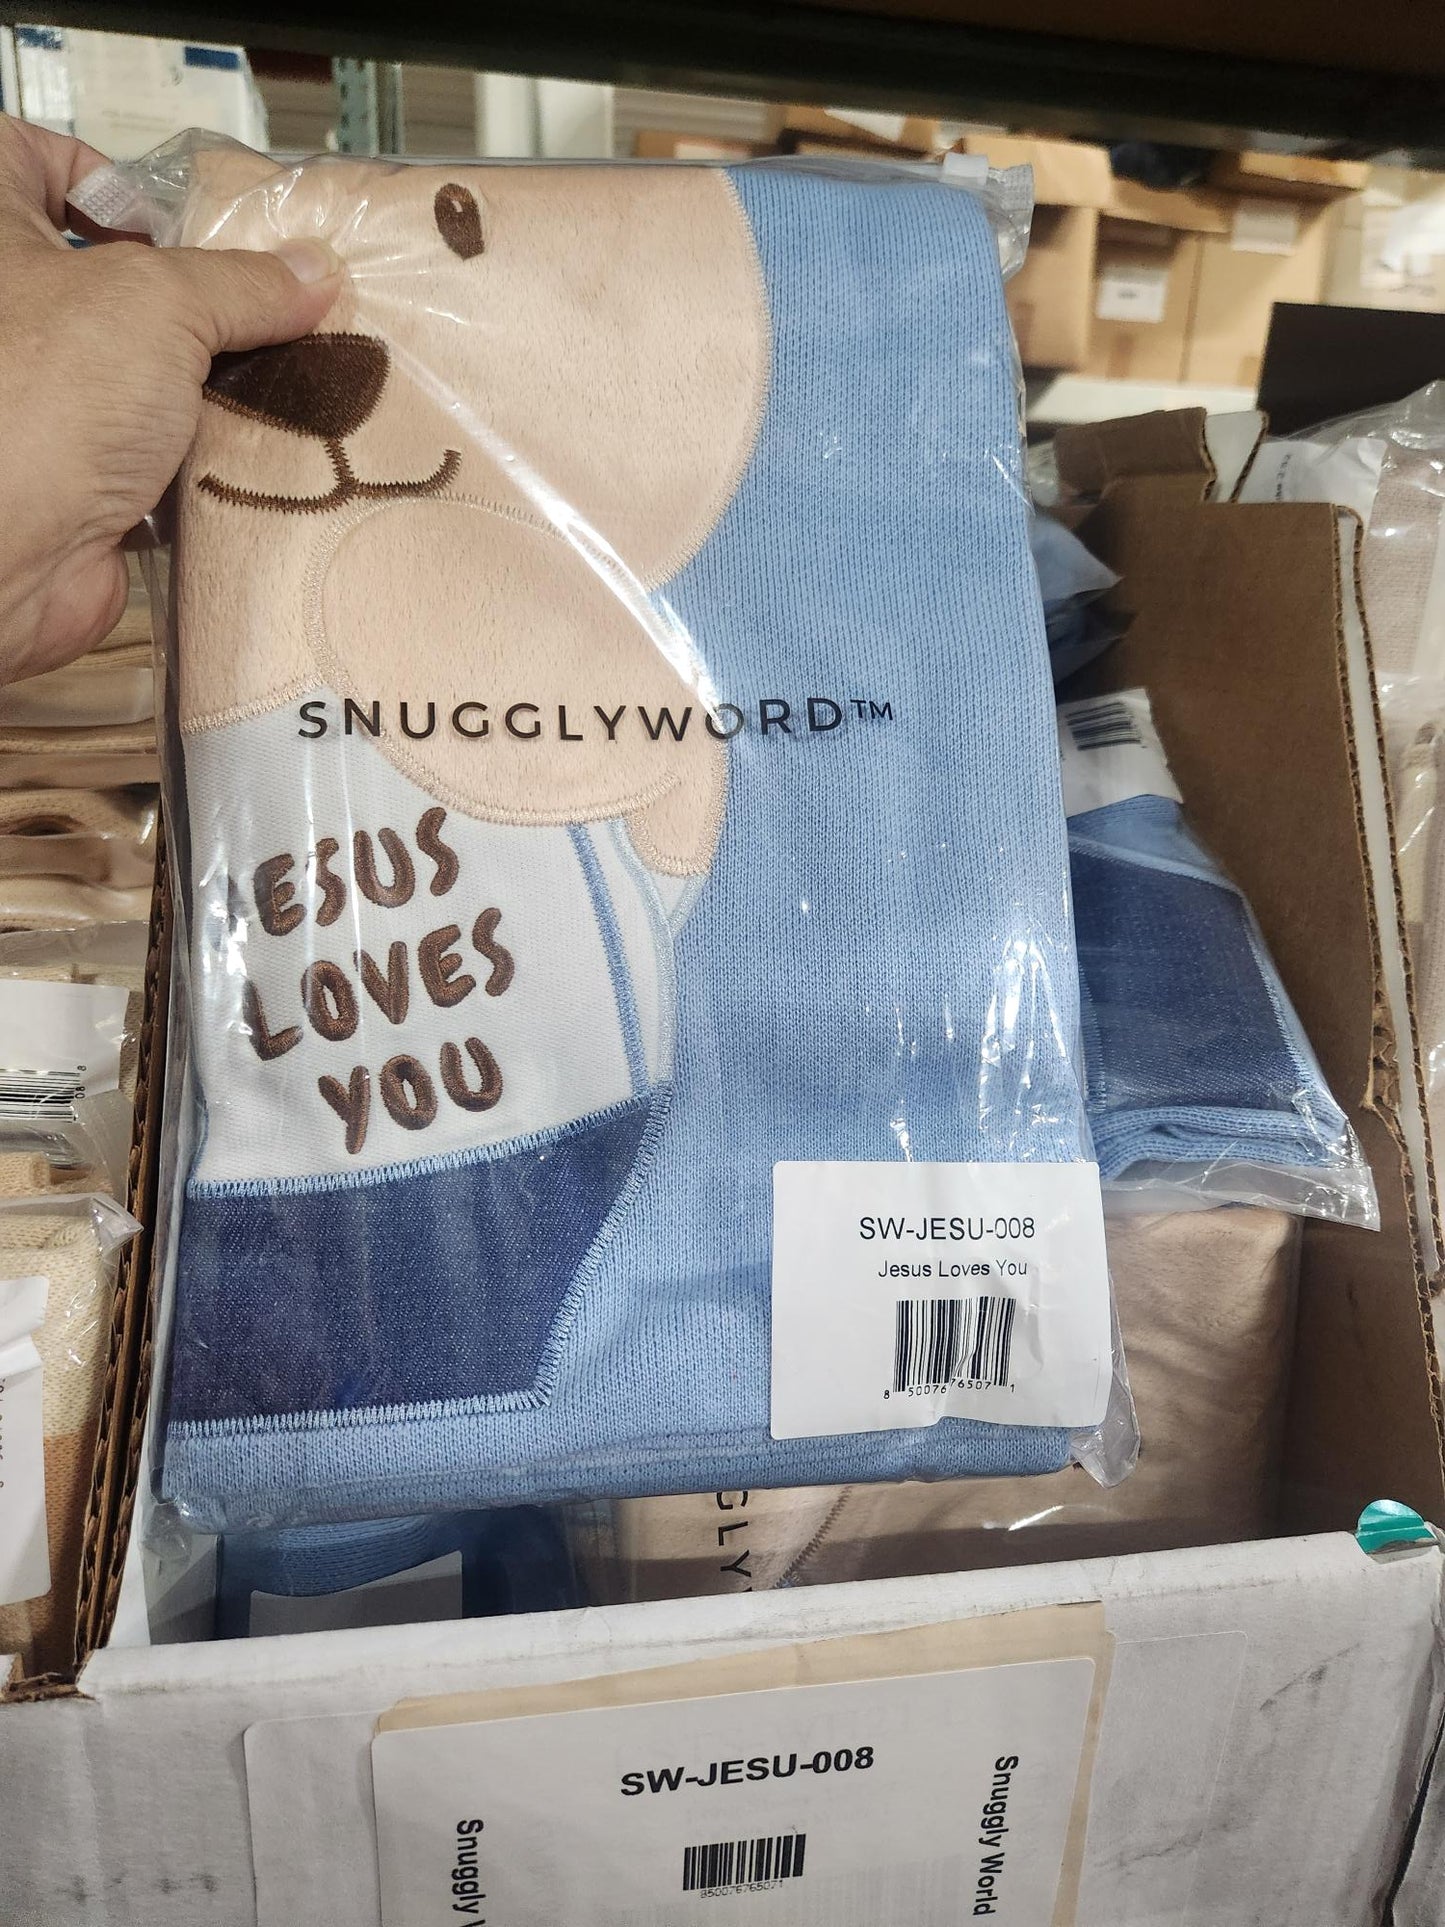 SNUGGLYWORD™
ESUS
LOVES
YOU
SW-JESU-008
Jesus Loves You
8 50076 76507 1
GLY
SW-JESU-008
850076765071
Snuggly
Snuggly World